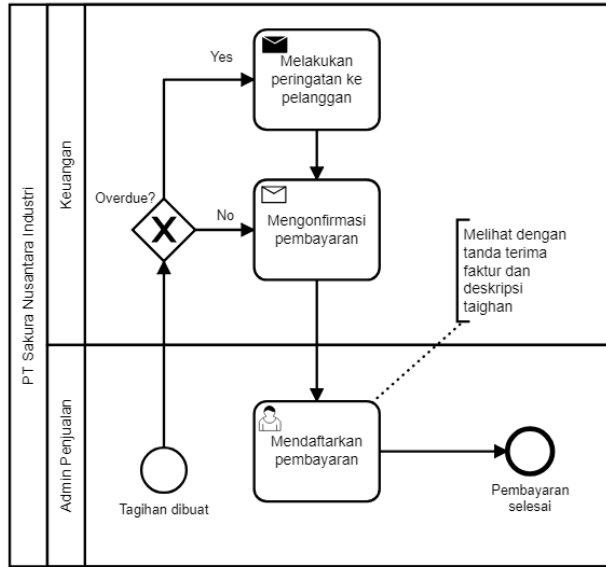 PT Sakura Nusantara Industri
Keuangan
Yes
Melakukan
peringatan ke
pelanggan
Overdue?
No
Mengonfirmasi
pembayaran
Melihat dengan
tanda terima
faktur dan
deskripsi
taighan
Admin Penjualan
Tagihan dibuat
Mendaftarkan
pembayaran
Pembayaran
selesai